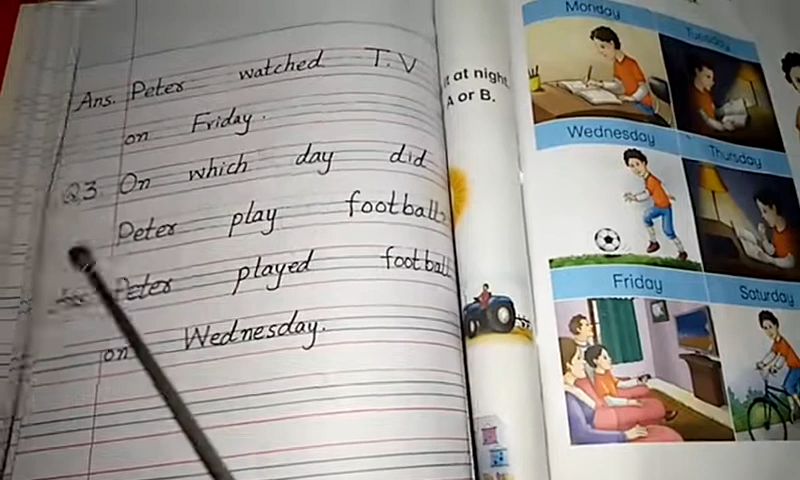 Ans. Peter watched T.V
on Friday.
Q3. On which day did
Peter play football
Peter played football
on Wednesday.
at night.
A or B.
Monday
Tuesday
Wednesday
Thursday
Friday
Saturday